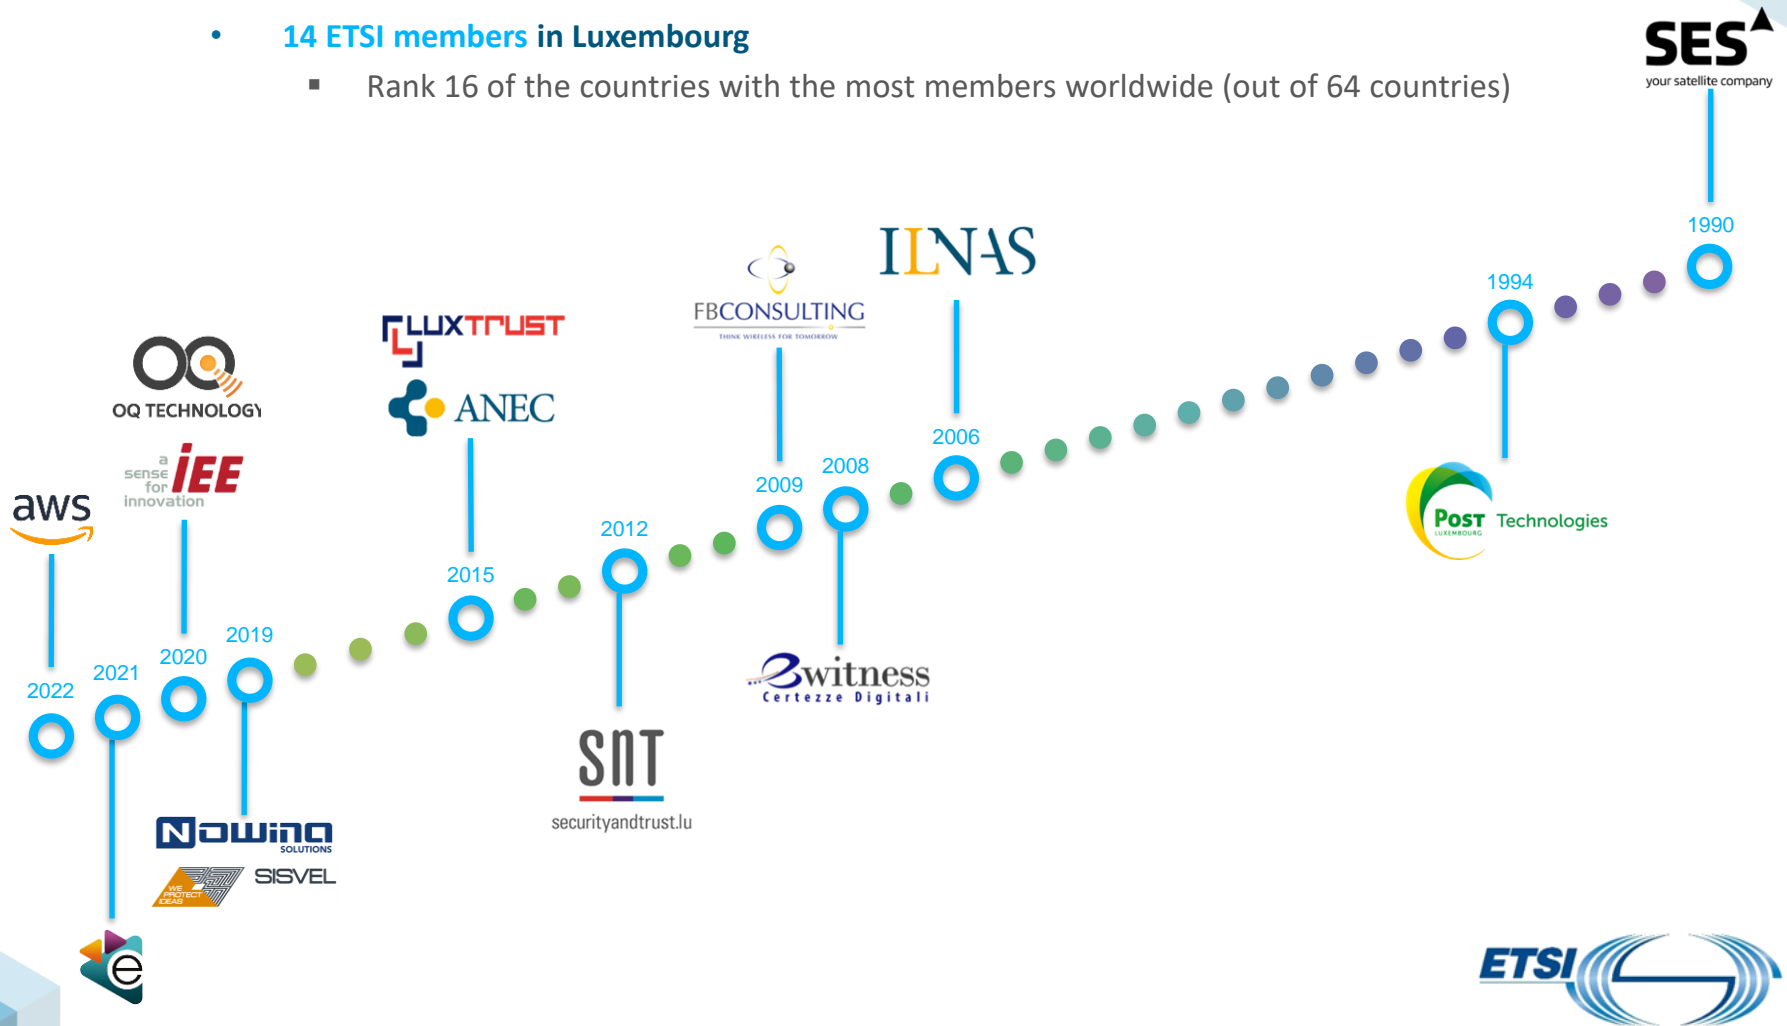 • 14 ETSI members in Luxembourg
▪ Rank 16 of the countries with the most members worldwide (out of 64 countries)
SES
your satellite company
1990
1994
POST Technologies
LUXEMBOURG
ILNAS
2006
FBCONSULTING
THINK WIRELESS FOR TOMORROW
2009
2008
witness
Certezze Digitali
2012
SNT
securityandtrust.lu
LUXTRUST
ANEC
2015
OQ TECHNOLOGY
a
sense
for
innovation
iEE
2020
2019
Nowina
SOLUTIONS
WE
PROTECT
IDEAS
SISVEL
aws
2022
2021
e
ETSI